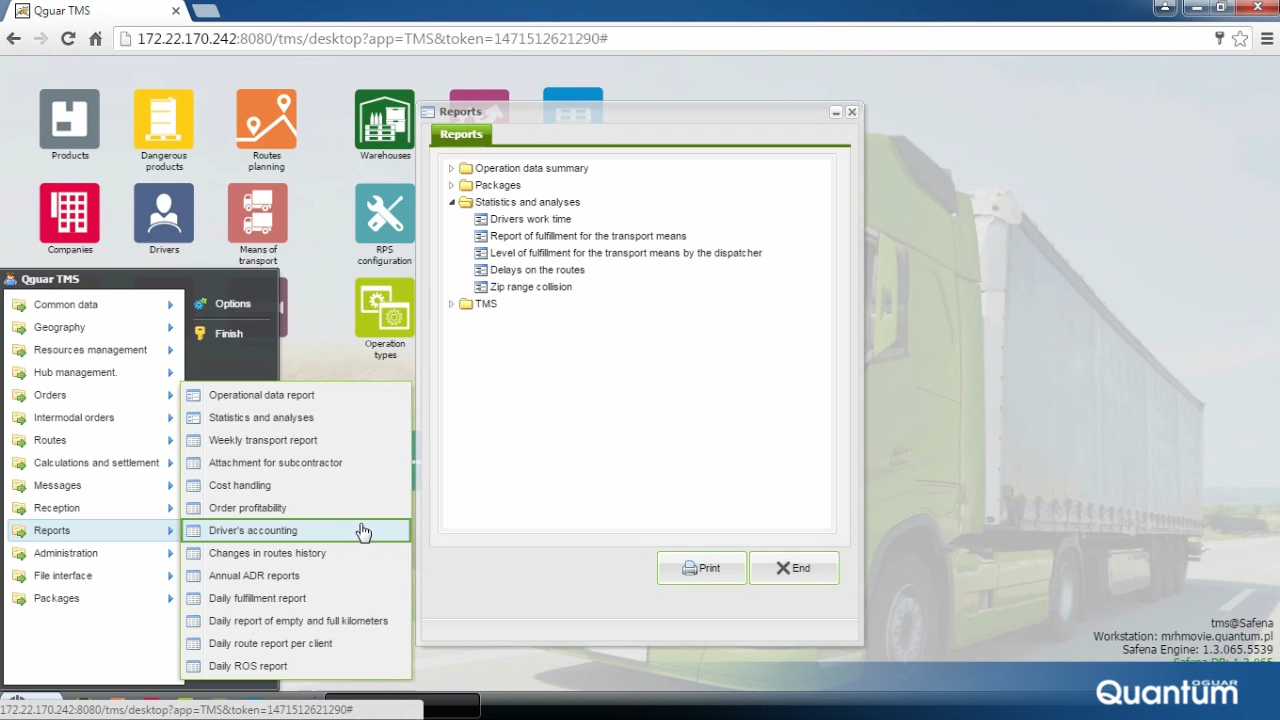 Qguar TMS
172.22.170.242:8080/tms/desktop?app=TMS&token=1471512621290#
Products
Dangerous
products
Routes
planning
Warehouses
Companies
Drivers
Means of
transport
RPS
configuration
Operation
types
Reports
Reports
Operation data summary
Packages
Statistics and analyses
Drivers work time
Report of fulfillment for the transport means
Level of fulfillment for the transport means by the dispatcher
Delays on the routes
Zip range collision
TMS
Print
End
Qguar TMS
Common data
Geography
Resources management
Hub management.
Orders
Intermodal orders
Routes
Calculations and settlement
Messages
Reception
Reports
Administration
File interface
Packages
Options
Finish
Operational data report
Statistics and analyses
Weekly transport report
Attachment for subcontractor
Cost handling
Order profitability
Driver's accounting
Changes in routes history
Annual ADR reports
Daily fulfillment report
Daily report of empty and full kilometers
Daily route report per client
Daily ROS report
tms@Safena
Workstation: mrhmovie.quantum.pl
Safena Engine: 1.3.065.5539
QGUAR
Quantum
172.22.170.242:8080/tms/desktop?app=TMS&token=1471512621290#